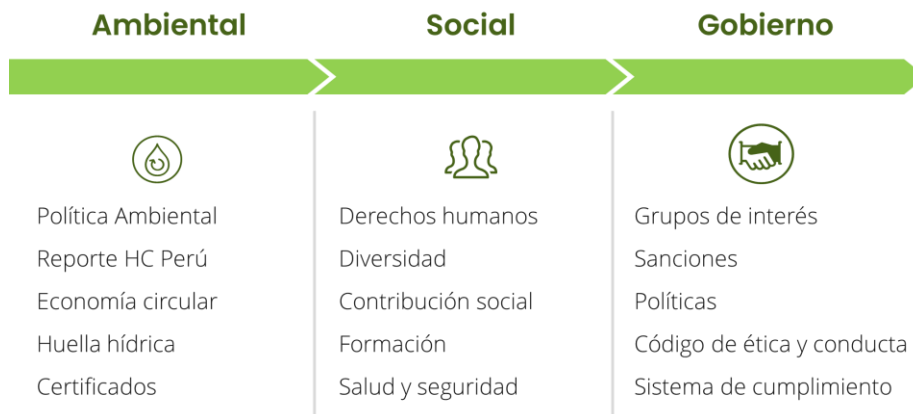 Ambiental
Social
Gobierno
Política Ambiental
Reporte HC Perú
Economía circular
Huella hídrica
Certificados
Derechos humanos
Diversidad
Contribución social
Formación
Salud y seguridad
Grupos de interés
Sanciones
Políticas
Código de ética y conducta
Sistema de cumplimiento